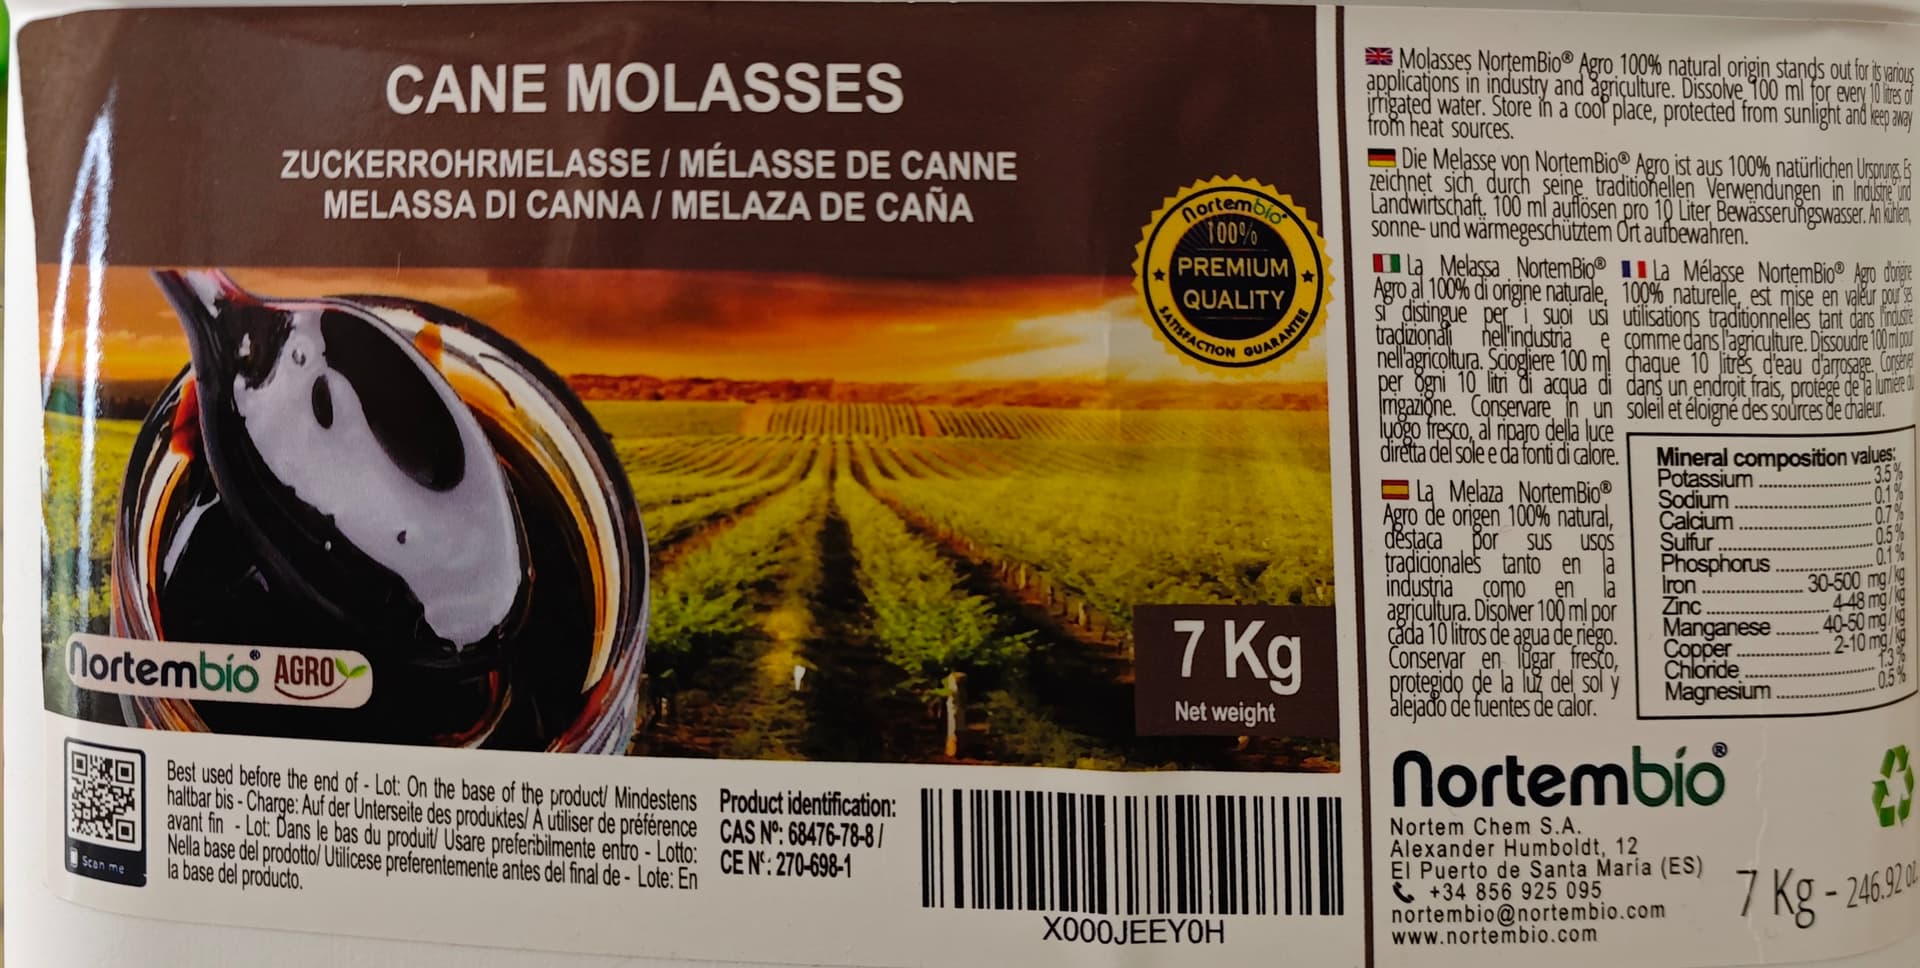 CANE MOLASSES
ZUCKERROHRMELASSE / MÉLASSE DE CANNE
MELASSA DI CANNA / MELAZA DE CAÑA
Nortembío
100%
PREMIUM
QUALITY
SATISFACTION GUARANTEE
Nortembío® AGRO
7 Kg
Net weight
Scan me
Best used before the end of - Lot: On the base of the product/ Mindestens
haltbar bis - Charge: Auf der Unterseite des produktes/ À utiliser de préférence
avant fin - Lot: Dans le bas du produit/ Usare preferibilmente entro - Lotto:
Nella base del prodotto/ Utilícese preferentemente antes del final de - Lote: En
la base del producto.
Product identification:
CAS Nº: 68476-78-8 /
CE Nº: 270-698-1
X000JEEY0H
Molasses NortemBio® Agro 100% natural origin stands out for its various
applications in industry and agriculture. Dissolve 100 ml for every 10 litres of
irrigated water. Store in a cool place, protected from sunlight and keep away
from heat sources.
Die Melasse von NortemBio® Agro ist aus 100% natürlichen Ursprungs. Es
zeichnet sich durch seine traditionellen Verwendungen in Industrie und
Landwirtschaft. 100 ml auflösen pro 10 Liter Bewässerungswasser. An kühlem,
sonne- und wärmegeschütztem Ort aufbewahren.
La Melassa NortemBio®
Agro al 100% di origine naturale,
si distingue per i suoi usi
tradizionali nell'industria e
nell'agricoltura. Sciogliere 100 ml
per ogni 10 litri di acqua di
irrigazione. Conservare in un
luogo fresco, al riparo della luce
diretta del sole e da fonti di calore.
La Mélasse NortemBio® Agro d'origine
100% naturelle, est mise en valeur pour ses
utilisations traditionnelles tant dans l'industrie
comme dans l'agriculture. Dissoudre 100 ml pour
chaque 10 litres d'eau d'arrosage. Conserver
dans un endroit frais, protégé de la lumière du
soleil et éloigné des sources de chaleur.
La Melaza NortemBio®
Agro de origen 100% natural,
destaca por sus usos
tradicionales tanto en la
industria como en la
agricultura. Disolver 100 ml por
cada 10 litros de agua de riego.
Conservar en lugar fresco,
protegido de la luz del sol y
alejado de fuentes de calor.
Mineral composition values:
Potassium ........ 3.5 %
Sodium ........ 0.1 %
Calcium ........ 0.7 %
Sulfur ........ 0.5 %
Phosphorus ........ 0.1 %
Iron ........ 30-500 mg/kg
Zinc ........ 4-48 mg/kg
Manganese ........ 40-50 mg/kg
Copper ........ 2-10 mg/kg
Chloride ........ 1.3 %
Magnesium ........ 0.5 %
Nortembío®
Nortem Chem S.A.
Alexander Humboldt, 12
El Puerto de Santa María (ES)
+34 856 925 095
nortembio@nortembio.com
www.nortembio.com
7 Kg - 246.92 oz